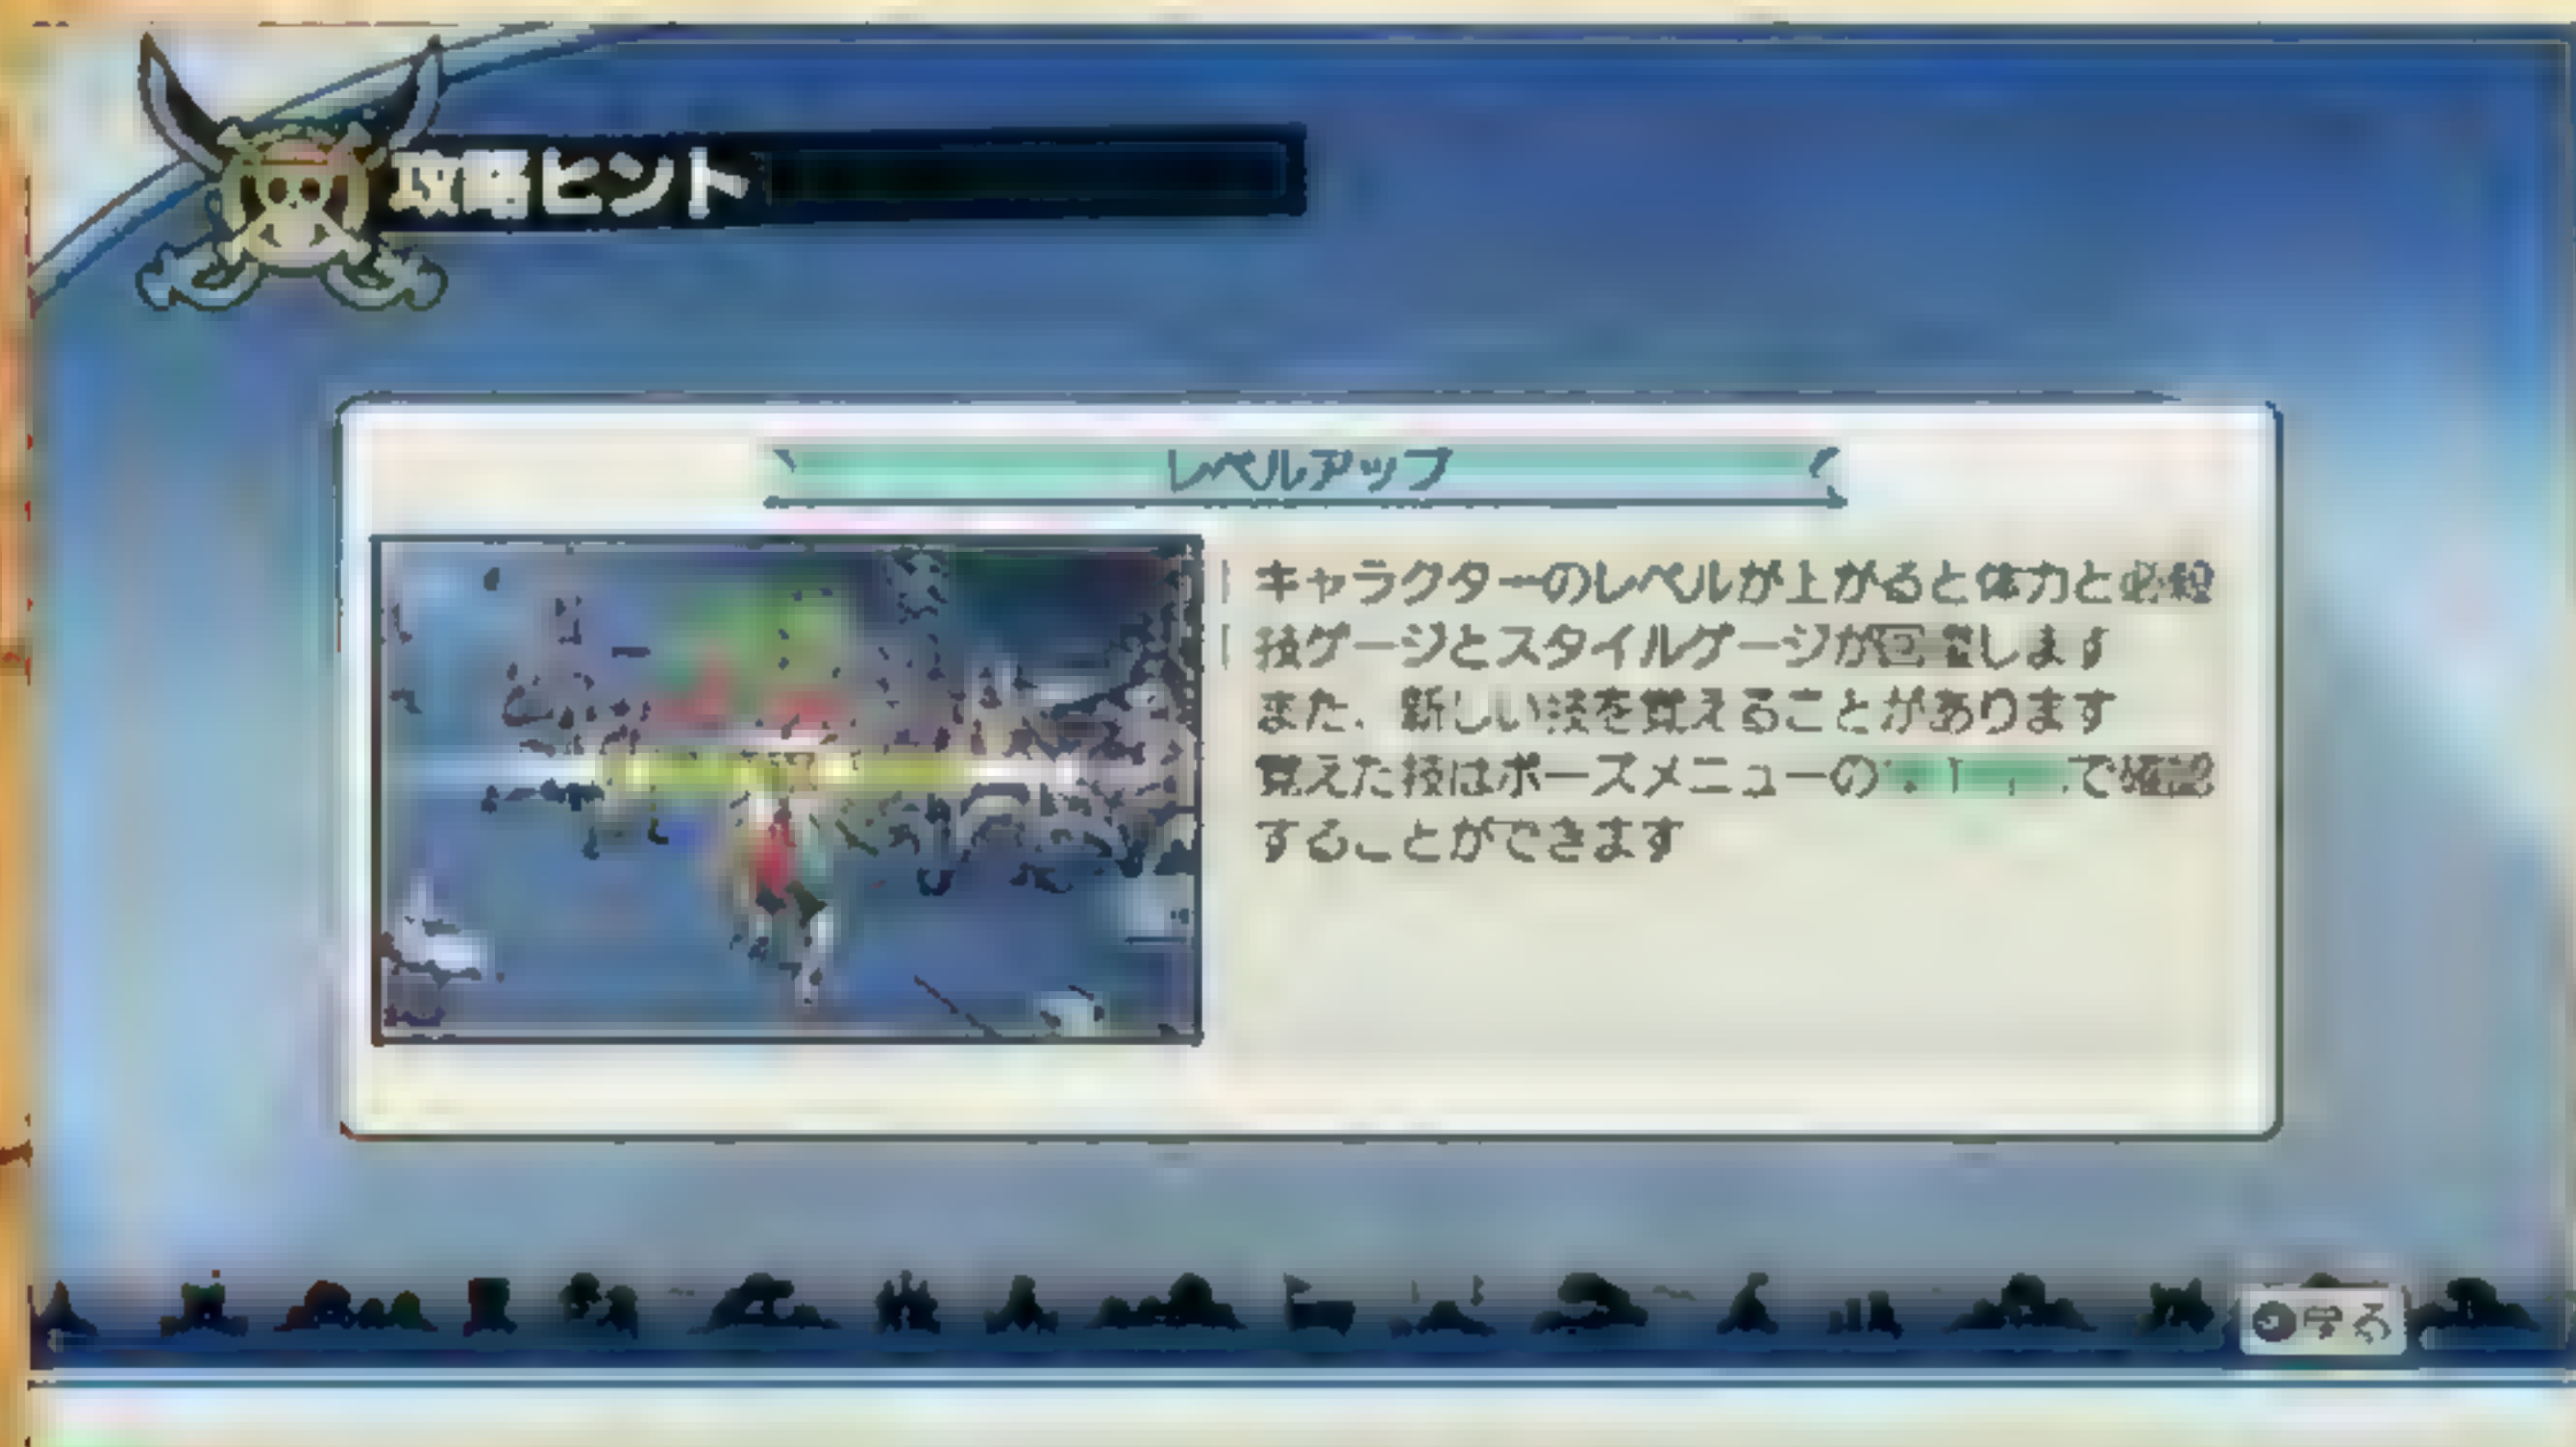 攻略ヒント
レベルアップ
キャラクターのレベルが上がると体力と必殺
技ゲージとスタイルゲージが回復します
また、新しい技を覚えることがあります
覚えた技はポーズメニューの で確認
することができます